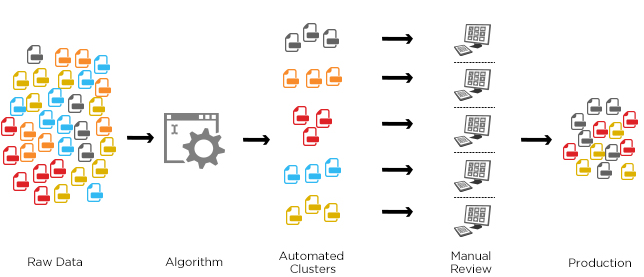 Raw Data
Algorithm
Automated
Clusters
Manual
Review
Production